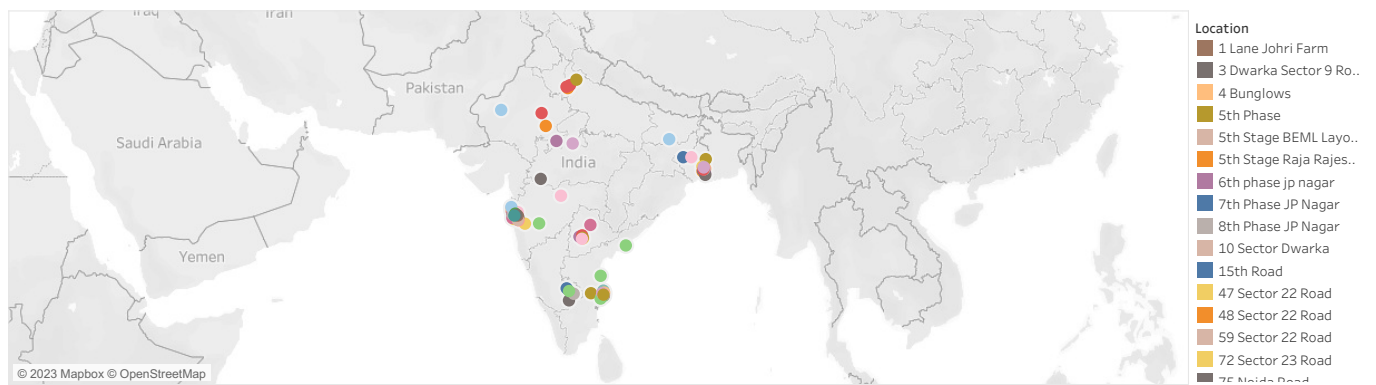 Iraq
Iran
Pakistan
Saudi Arabia
India
Yemen
© 2023 Mapbox © OpenStreetMap
Location
1 Lane Johri Farm
3 Dwarka Sector 9 Ro..
4 Bunglows
5th Phase
5th Stage BEML Layo..
5th Stage Raja Rajes..
6th phase jp nagar
7th Phase JP Nagar
8th Phase JP Nagar
10 Sector Dwarka
15th Road
47 Sector 22 Road
48 Sector 22 Road
59 Sector 22 Road
72 Sector 23 Road
75 Noida Road